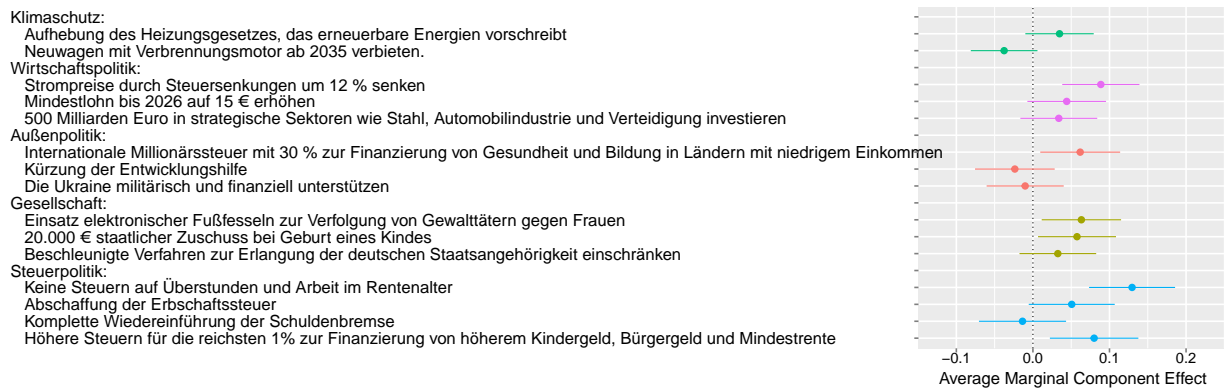 Klimaschutz:
Aufhebung des Heizungsgesetzes, das erneuerbare Energien vorschreibt
Neuwagen mit Verbrennungsmotor ab 2035 verbieten.
Wirtschaftspolitik:
Strompreise durch Steuersenkungen um 12 % senken
Mindestlohn bis 2026 auf 15 € erhöhen
500 Milliarden Euro in strategische Sektoren wie Stahl, Automobilindustrie und Verteidigung investieren
Außenpolitik:
Internationale Millionärssteuer mit 30 % zur Finanzierung von Gesundheit und Bildung in Ländern mit niedrigem Einkommen
Kürzung der Entwicklungshilfe
Die Ukraine militärisch und finanziell unterstützen
Gesellschaft:
Einsatz elektronischer Fußfesseln zur Verfolgung von Gewalttätern gegen Frauen
20.000 € staatlicher Zuschuss bei Geburt eines Kindes
Beschleunigte Verfahren zur Erlangung der deutschen Staatsangehörigkeit einschränken
Steuerpolitik:
Keine Steuern auf Überstunden und Arbeit im Rentenalter
Abschaffung der Erbschaftssteuer
Komplette Wiedereinführung der Schuldenbremse
Höhere Steuern für die reichsten 1% zur Finanzierung von höherem Kindergeld, Bürgergeld und Mindestrente
−0.1 0.0 0.1 0.2
Average Marginal Component Effect